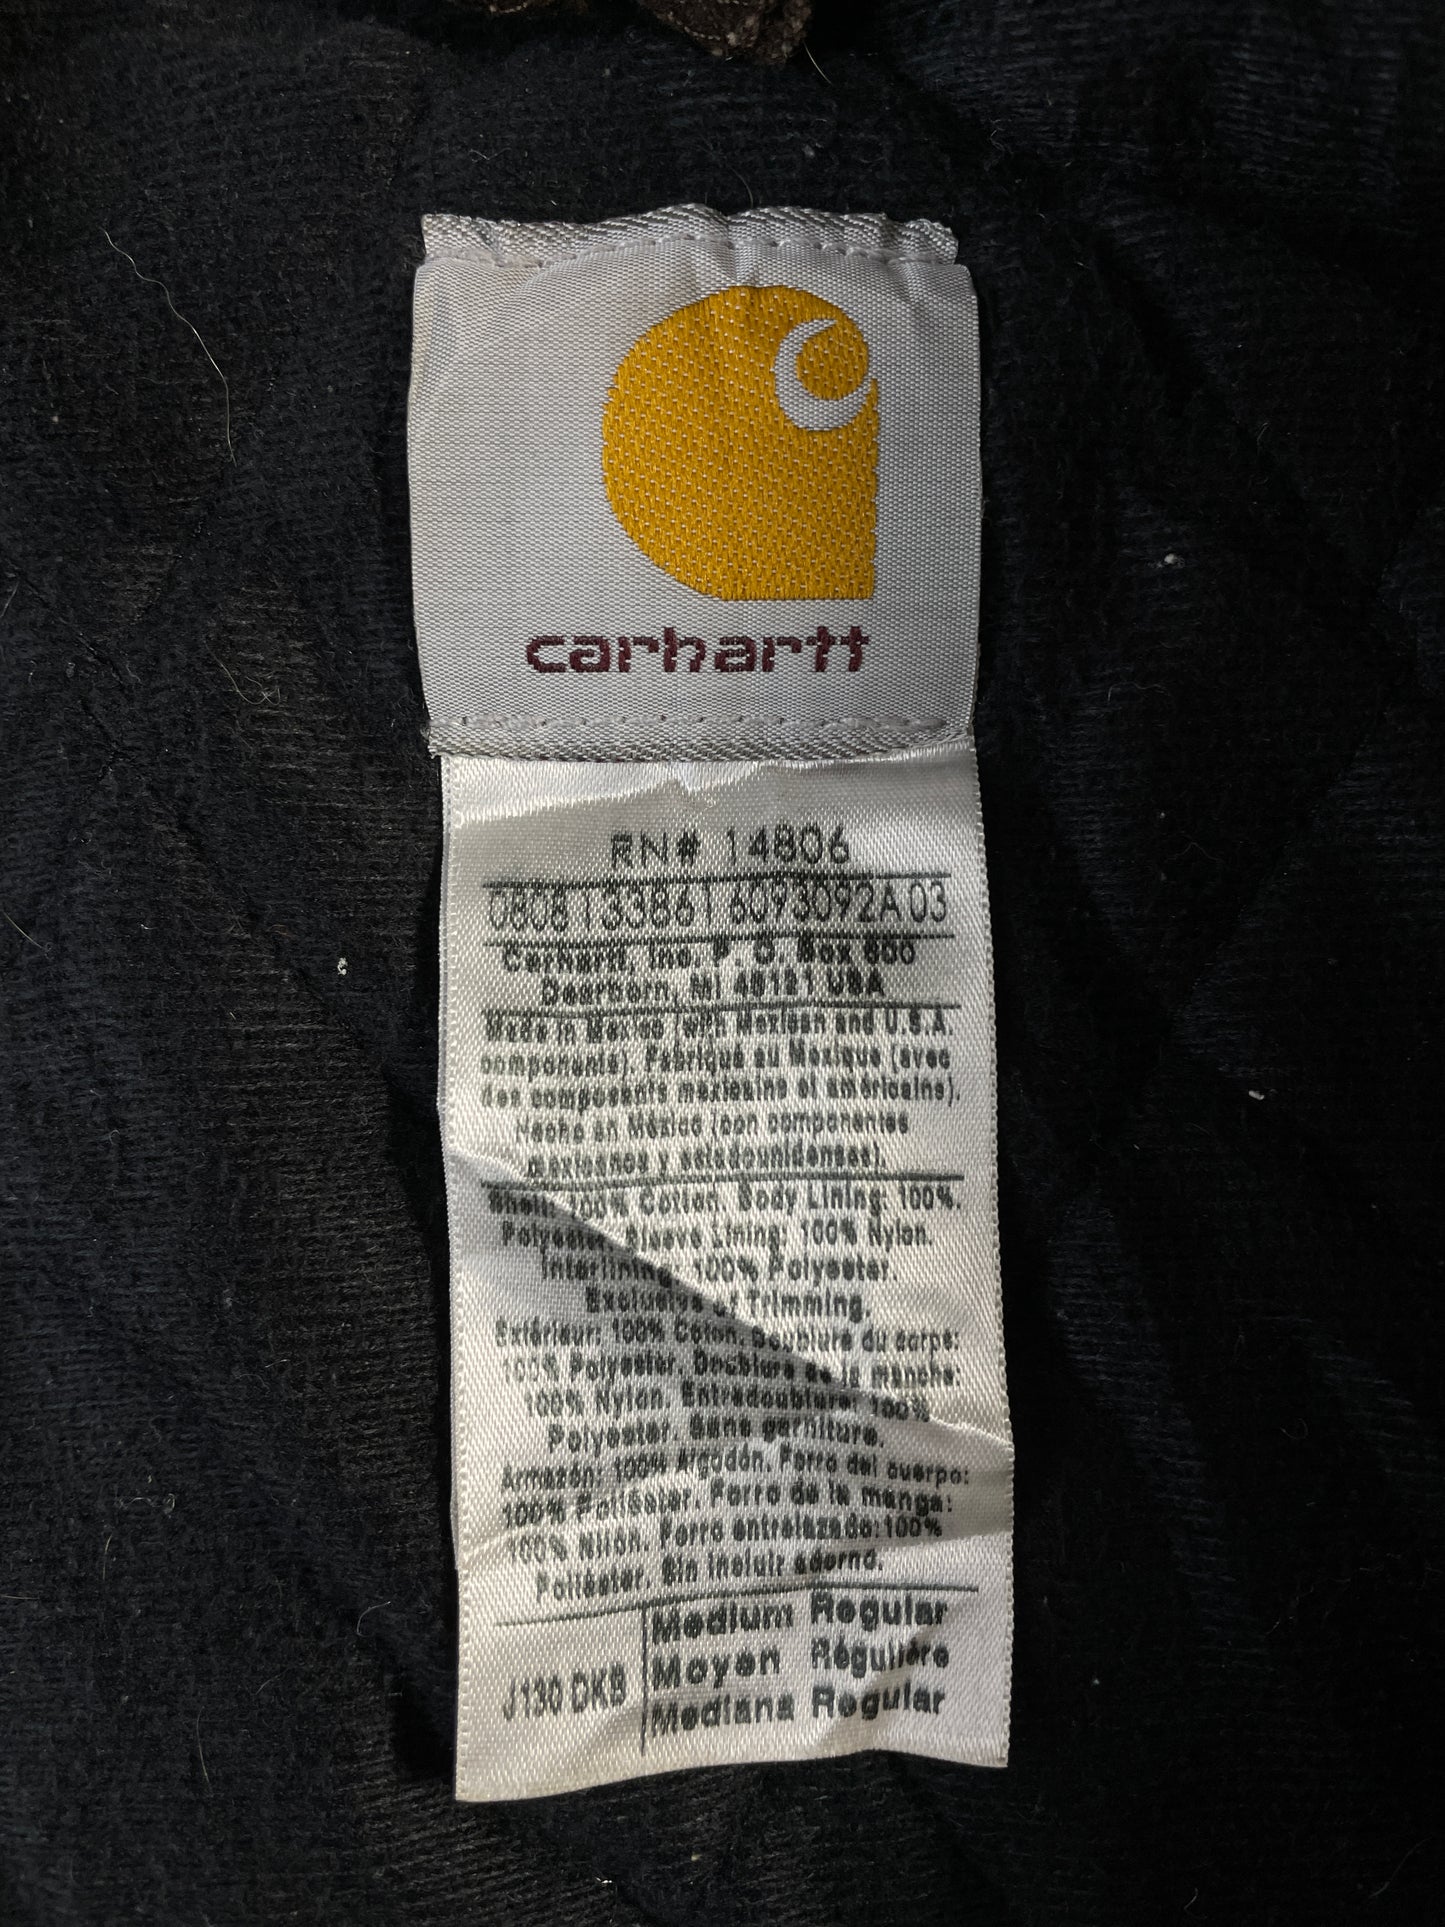 carhartt
RN# 14806
08081338616093092A03
Carhartt, Inc. P. O. Box 600
Dearborn, MI 48121 USA
Made in Mexico (with Mexican and U.S.A.
components). Fabriqué au Mexique (avec
des composants mexicains et américains).
Hecho en México (con componentes
mexicanos y estadounidenses).
Shell: 100% Cotton. Body Lining: 100%.
Polyester. Sleeve Lining: 100% Nylon.
Interlining: 100% Polyester.
Exclusive of Trimming.
Extérieur: 100% Coton. Doublure du corps:
100% Polyester. Doublure de la manche:
100% Nylon. Entredoublure: 100%
Polyester. Sans garniture.
Armazón: 100% Algodón. Forro del cuerpo:
100% Poliéster. Forro de la manga:
100% Nilón. Forro entrelazado: 100%
Poliéster. Sin incluir adorno.
J130 DKB
Medium Regular
Moyen Régulière
Mediana Regular